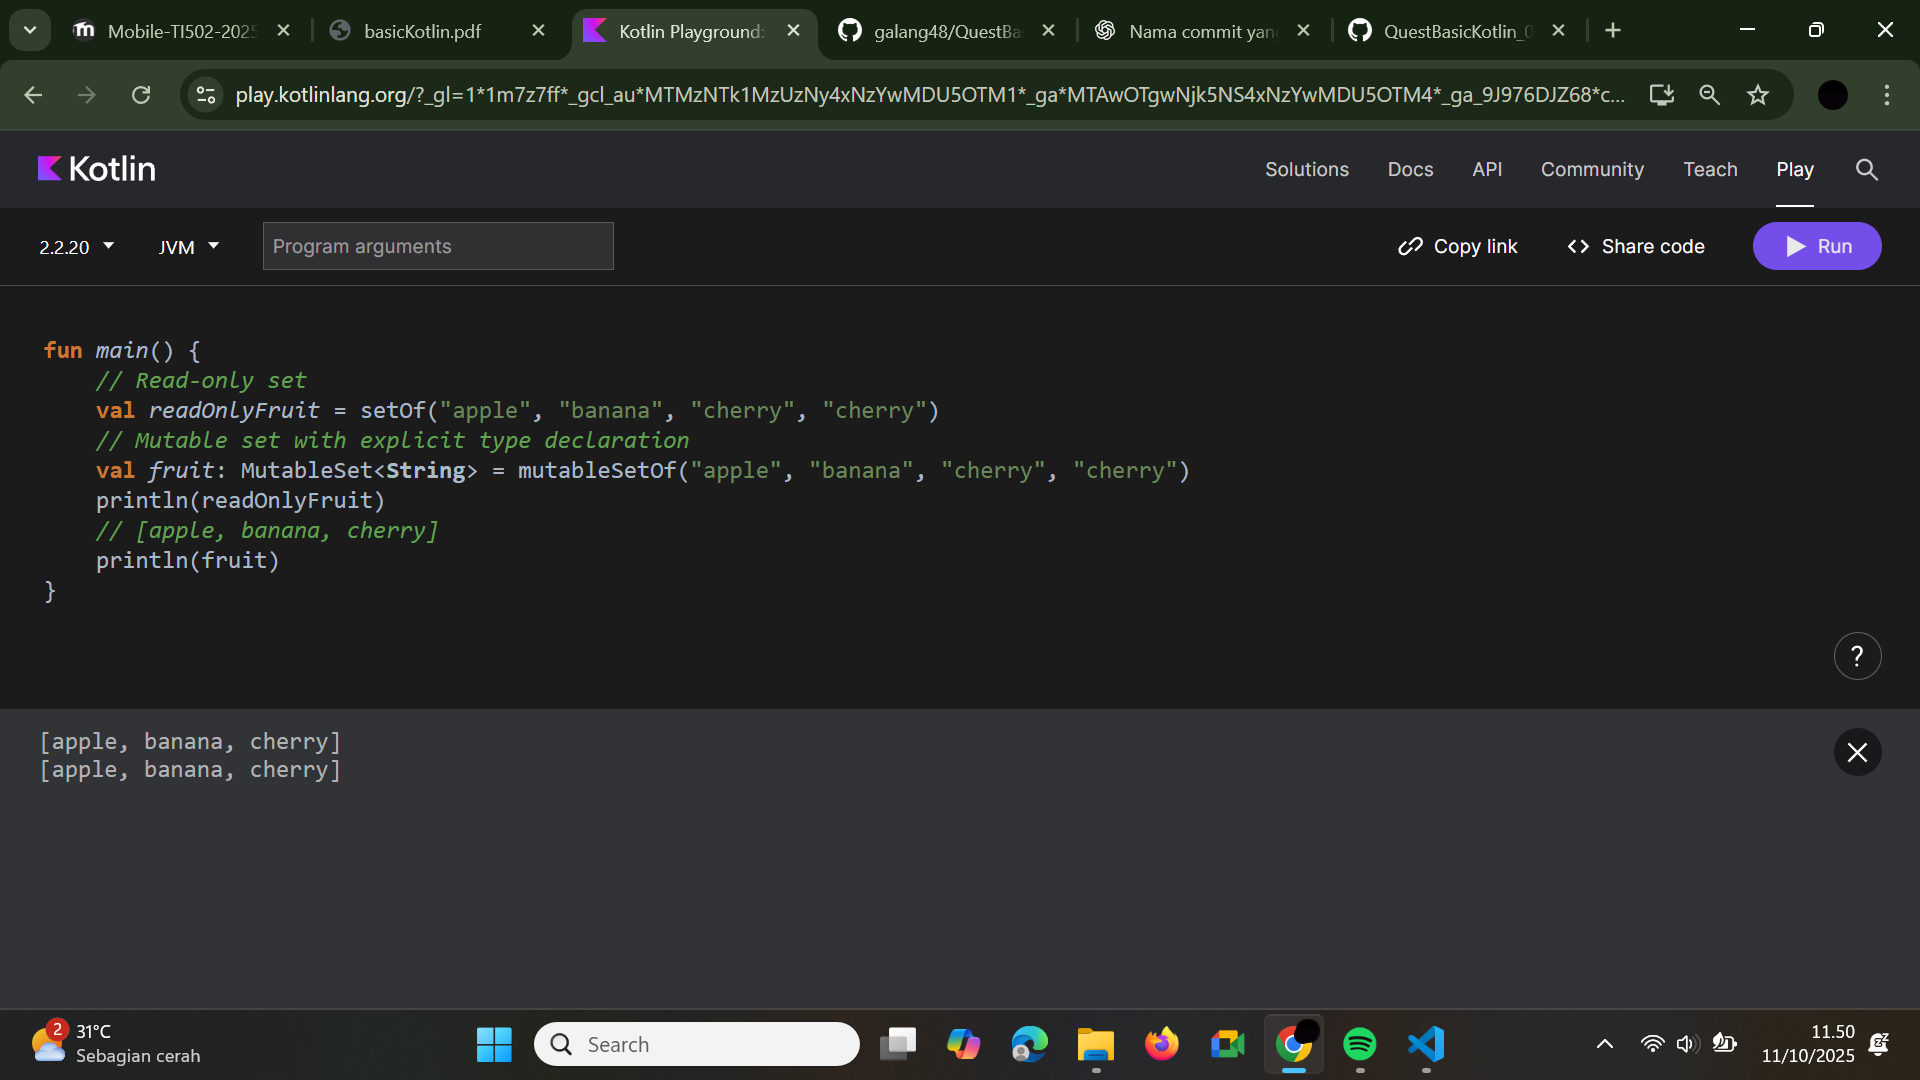 Mobile-TI502-2025
basicKotlin.pdf
Kotlin Playground:
galang48/QuestBa
Nama commit yan
QuestBasicKotlin_0
play.kotlinlang.org/?_gl=1*1m7z7ff*_gcl_au*MTMzNTk1MzUzNy4xNzYwMDU5OTM1*_ga*MTAwOTgwNjk5NS4xNzYwMDU5OTM4*_ga_9J976DJZ68*c...
Kotlin
Solutions
Docs
API
Community
Teach
Play
2.2.20
JVM
Program arguments
Copy link
Share code
Run
fun main() {
// Read-only set
val readOnlyFruit = setOf("apple", "banana", "cherry", "cherry")
// Mutable set with explicit type declaration
val fruit: MutableSet<String> = mutableSetOf("apple", "banana", "cherry", "cherry")
println(readOnlyFruit)
// [apple, banana, cherry]
println(fruit)
}
?
[apple, banana, cherry]
[apple, banana, cherry]
2
31°C
Sebagian cerah
Search
11.50
11/10/2025